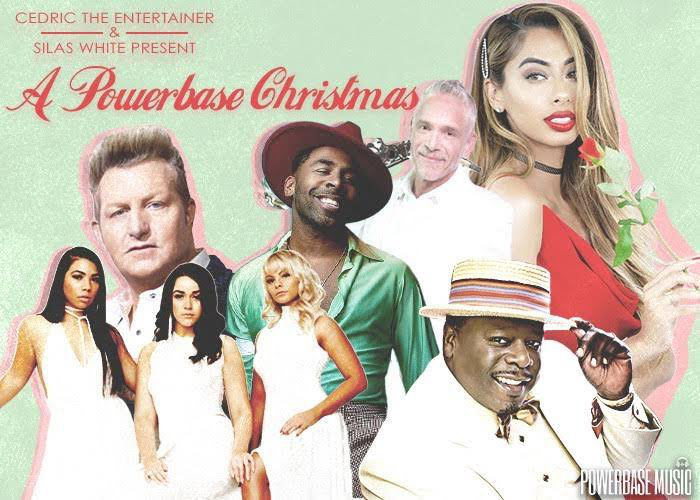 CEDRIC THE ENTERTAINER
&
SILAS WHITE PRESENT
A Powerbase Christmas
POWERBASE MUSIC